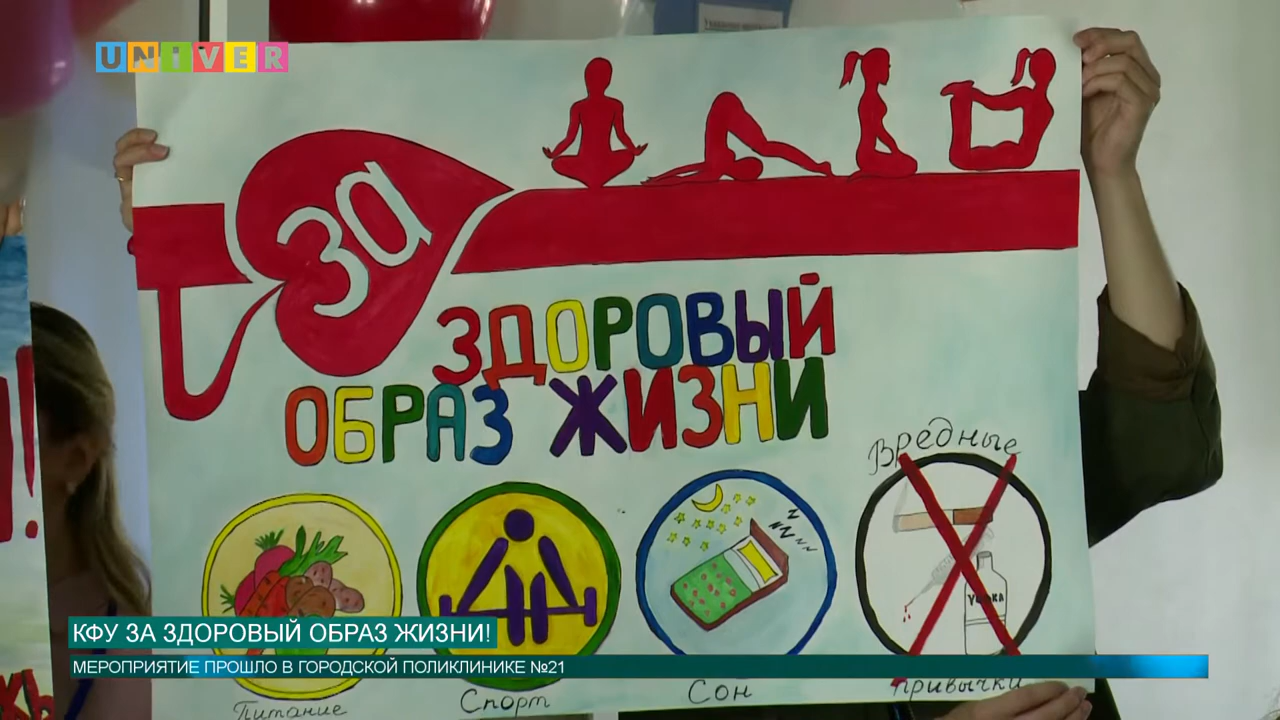 UNIVER
За
ЗДОРОВЫЙ
ОБРАЗ ЖИЗНИ
Вредные
VODKA
КФУ ЗА ЗДОРОВЫЙ ОБРАЗ ЖИЗНИ!
МЕРОПРИЯТИЕ ПРОШЛО В ГОРОДСКОЙ ПОЛИКЛИНИКЕ №21
Питание
Спорт
Сон
привычки